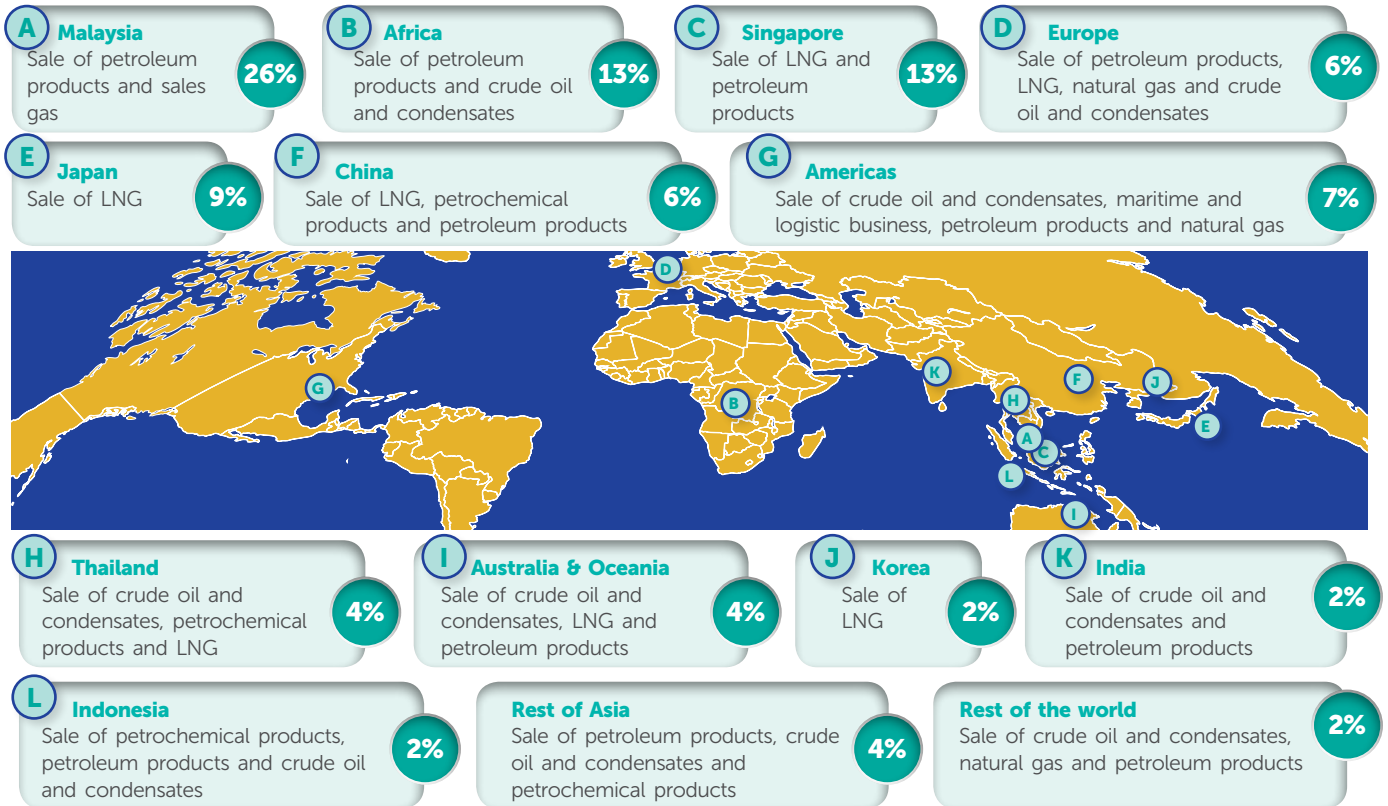 A Malaysia
Sale of petroleum
products and sales
gas
26%
B Africa
Sale of petroleum
products and crude oil
and condensates
13%
C Singapore
Sale of LNG and
petroleum
products
13%
D Europe
Sale of petroleum products,
LNG, natural gas and crude
oil and condensates
6%
E Japan
Sale of LNG
9%
F China
Sale of LNG, petrochemical
products and petroleum products
6%
G Americas
Sale of crude oil and condensates, maritime and
logistic business, petroleum products and natural gas
7%
D
G
K
F
J
H
B
E
A
C
L
I
H Thailand
Sale of crude oil and
condensates, petrochemical
products and LNG
4%
I Australia & Oceania
Sale of crude oil and
condensates, LNG and
petroleum products
4%
J Korea
Sale of
LNG
2%
K India
Sale of crude oil and
condensates and
petroleum products
2%
L Indonesia
Sale of petrochemical products,
petroleum products and crude oil
and condensates
2%
Rest of Asia
Sale of petroleum products, crude
oil and condensates and
petrochemical products
4%
Rest of the world
Sale of crude oil and condensates,
natural gas and petroleum products
2%